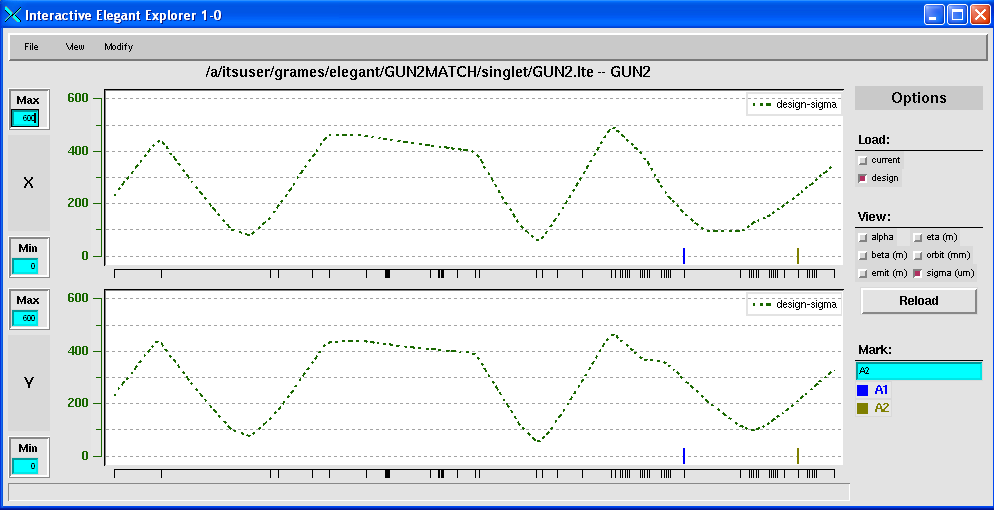 Interactive Elegant Explorer 1-0
File View Modify
/a/itsuser/grames/elegant/GUN2MATCH/singlet/GUN2.lte -- GUN2
Max
600
X
Min
0
600
400
200
0
design-sigma
Max
600
Y
Min
0
600
400
200
0
design-sigma
Options
Load:
current
design
View:
alpha eta (m)
beta (m) orbit (mm)
emit (m) sigma (um)
Reload
Mark:
A2
A1
A2